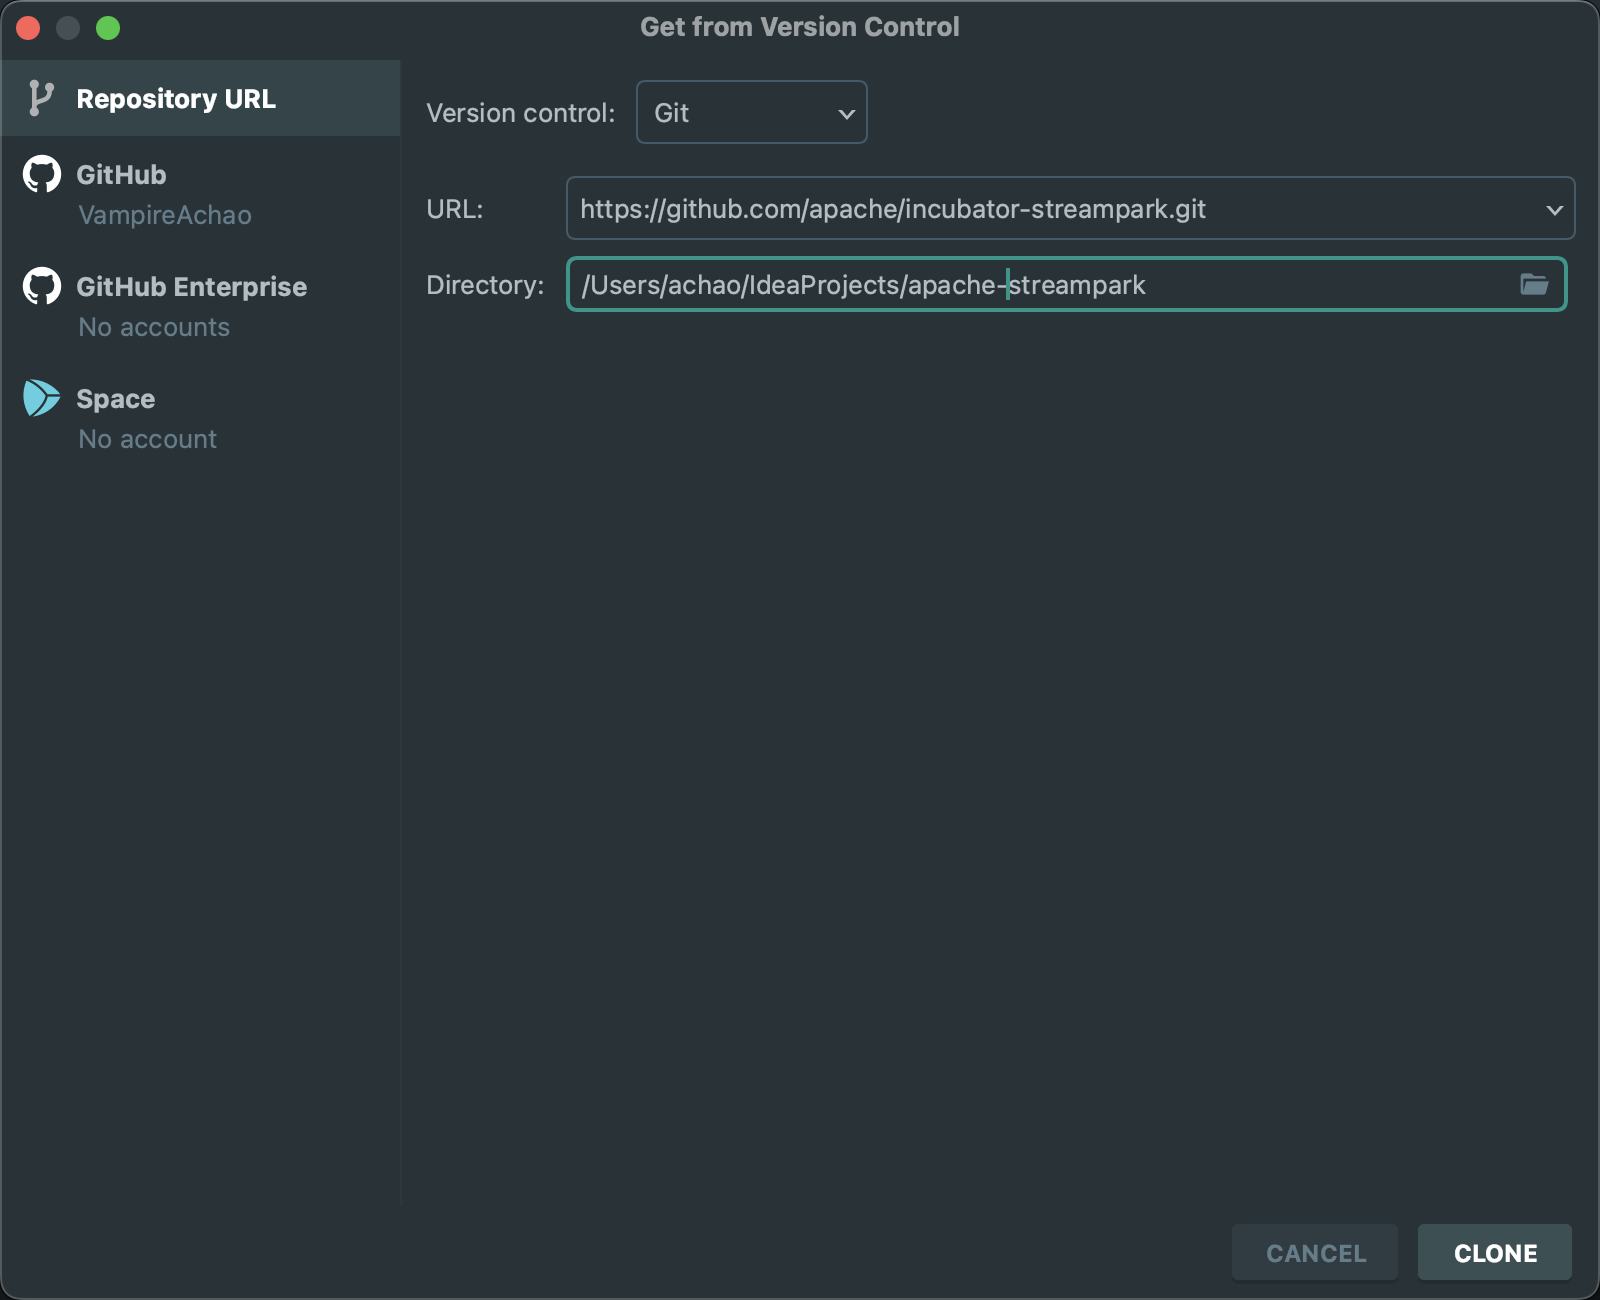 Get from Version Control
Repository URL
GitHub
VampireAchao
GitHub Enterprise
No accounts
Space
No account
Version control: Git
URL: https://github.com/apache/incubator-streampark.git
Directory: /Users/achao/IdeaProjects/apache-streampark
CANCEL CLONE